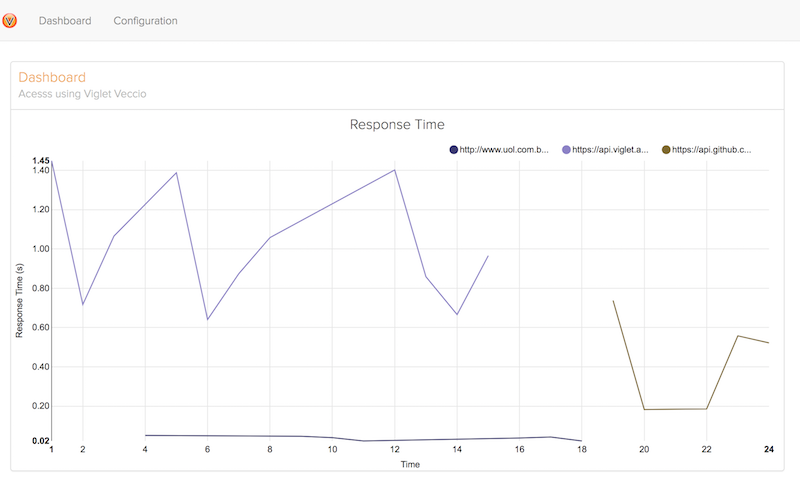 Dashboard Configuration
Dashboard
Acesss using Viglet Veccio
Response Time
http://www.uol.com.b... https://api.viglet.a... https://api.github.c...
1.45
1.40
1.20
1.00
0.80
0.60
0.40
0.20
0.02
Response Time (s)
1 2 4 6 8 10 12 14 16 18 20 22 24
Time